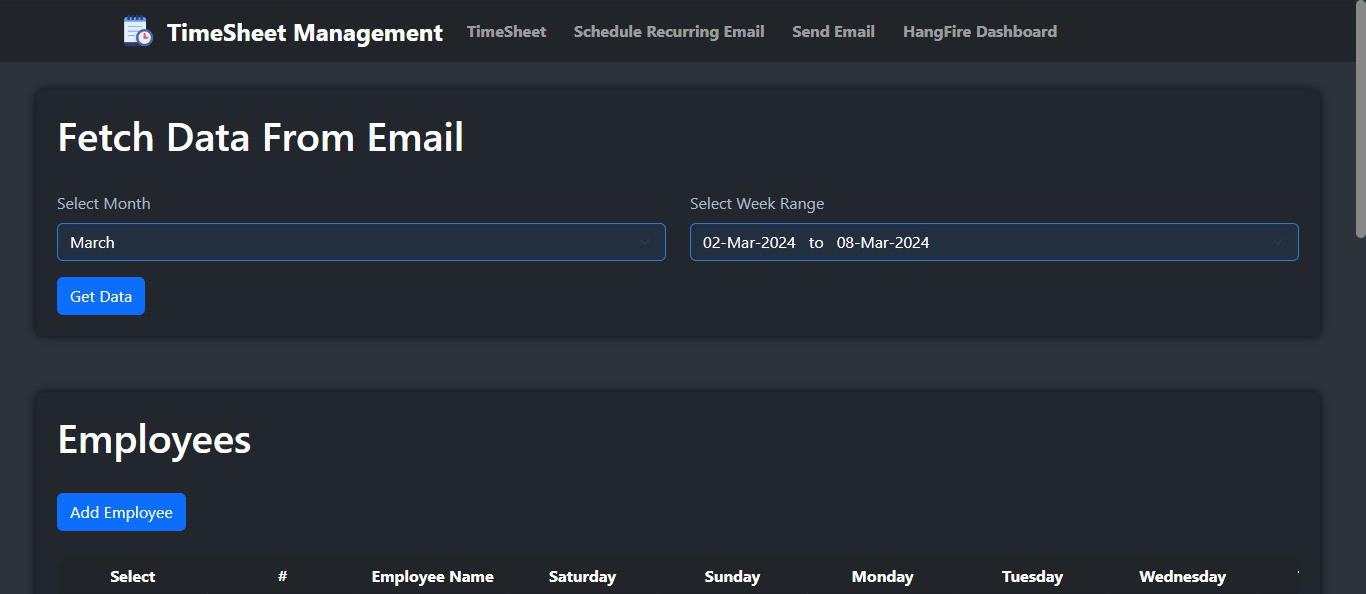 TimeSheet Management TimeSheet Schedule Recurring Email Send Email HangFire Dashboard
Fetch Data From Email
Select Month Select Week Range
March 02-Mar-2024 to 08-Mar-2024
Get Data
Employees
Add Employee
Select # Employee Name Saturday Sunday Monday Tuesday Wednesday